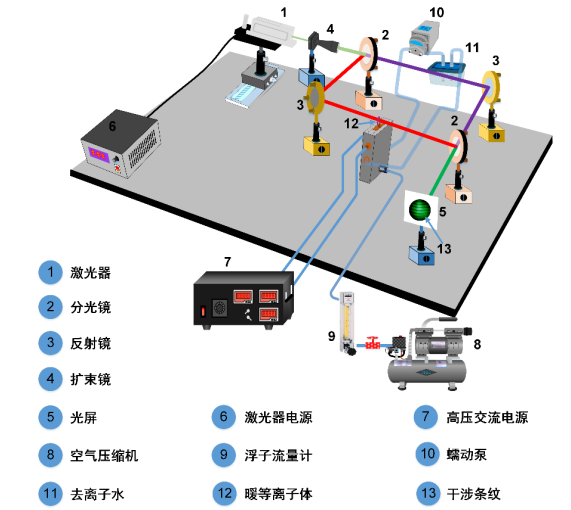 1
10
2
4
11
3
3
6
12
2
5
13
7
9
8
1 激光器
2 分光镜
3 反射镜
4 扩束镜
5 光屏 6 激光器电源 7 高压交流电源
8 空气压缩机 9 浮子流量计 10 蠕动泵
11 去离子水 12 暖等离子体 13 干涉条纹